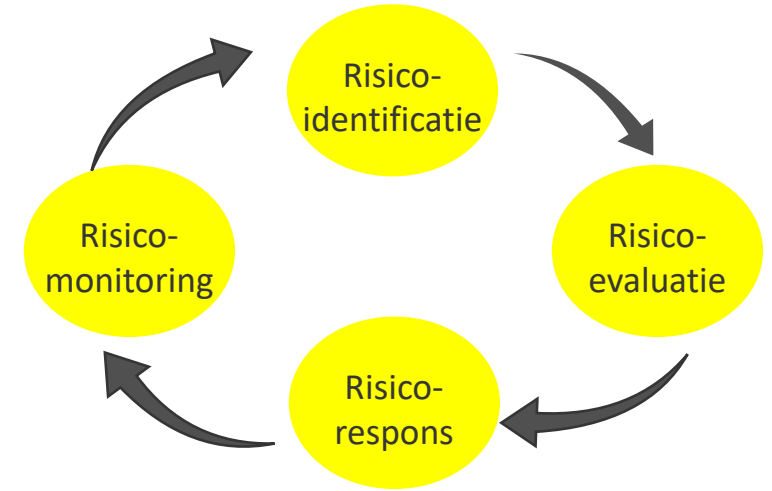 Risico-
identificatie
Risico-
evaluatie
Risico-
respons
Risico-
monitoring